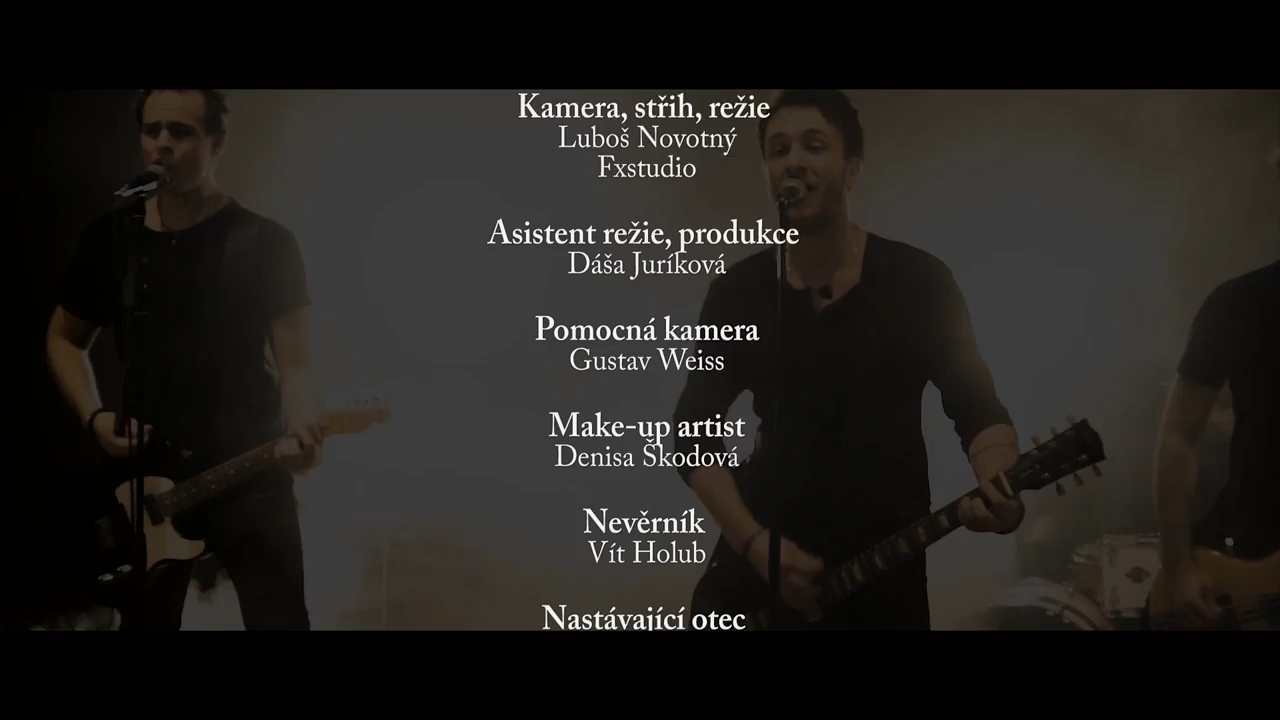 Kamera, střih, režie
Luboš Novotný
Fxstudio
Asistent režie, produkce
Dáša Juríková
Pomocná kamera
Gustav Weiss
Make-up artist
Denisa Škodová
Nevěrník
Vít Holub
Nastávající otec